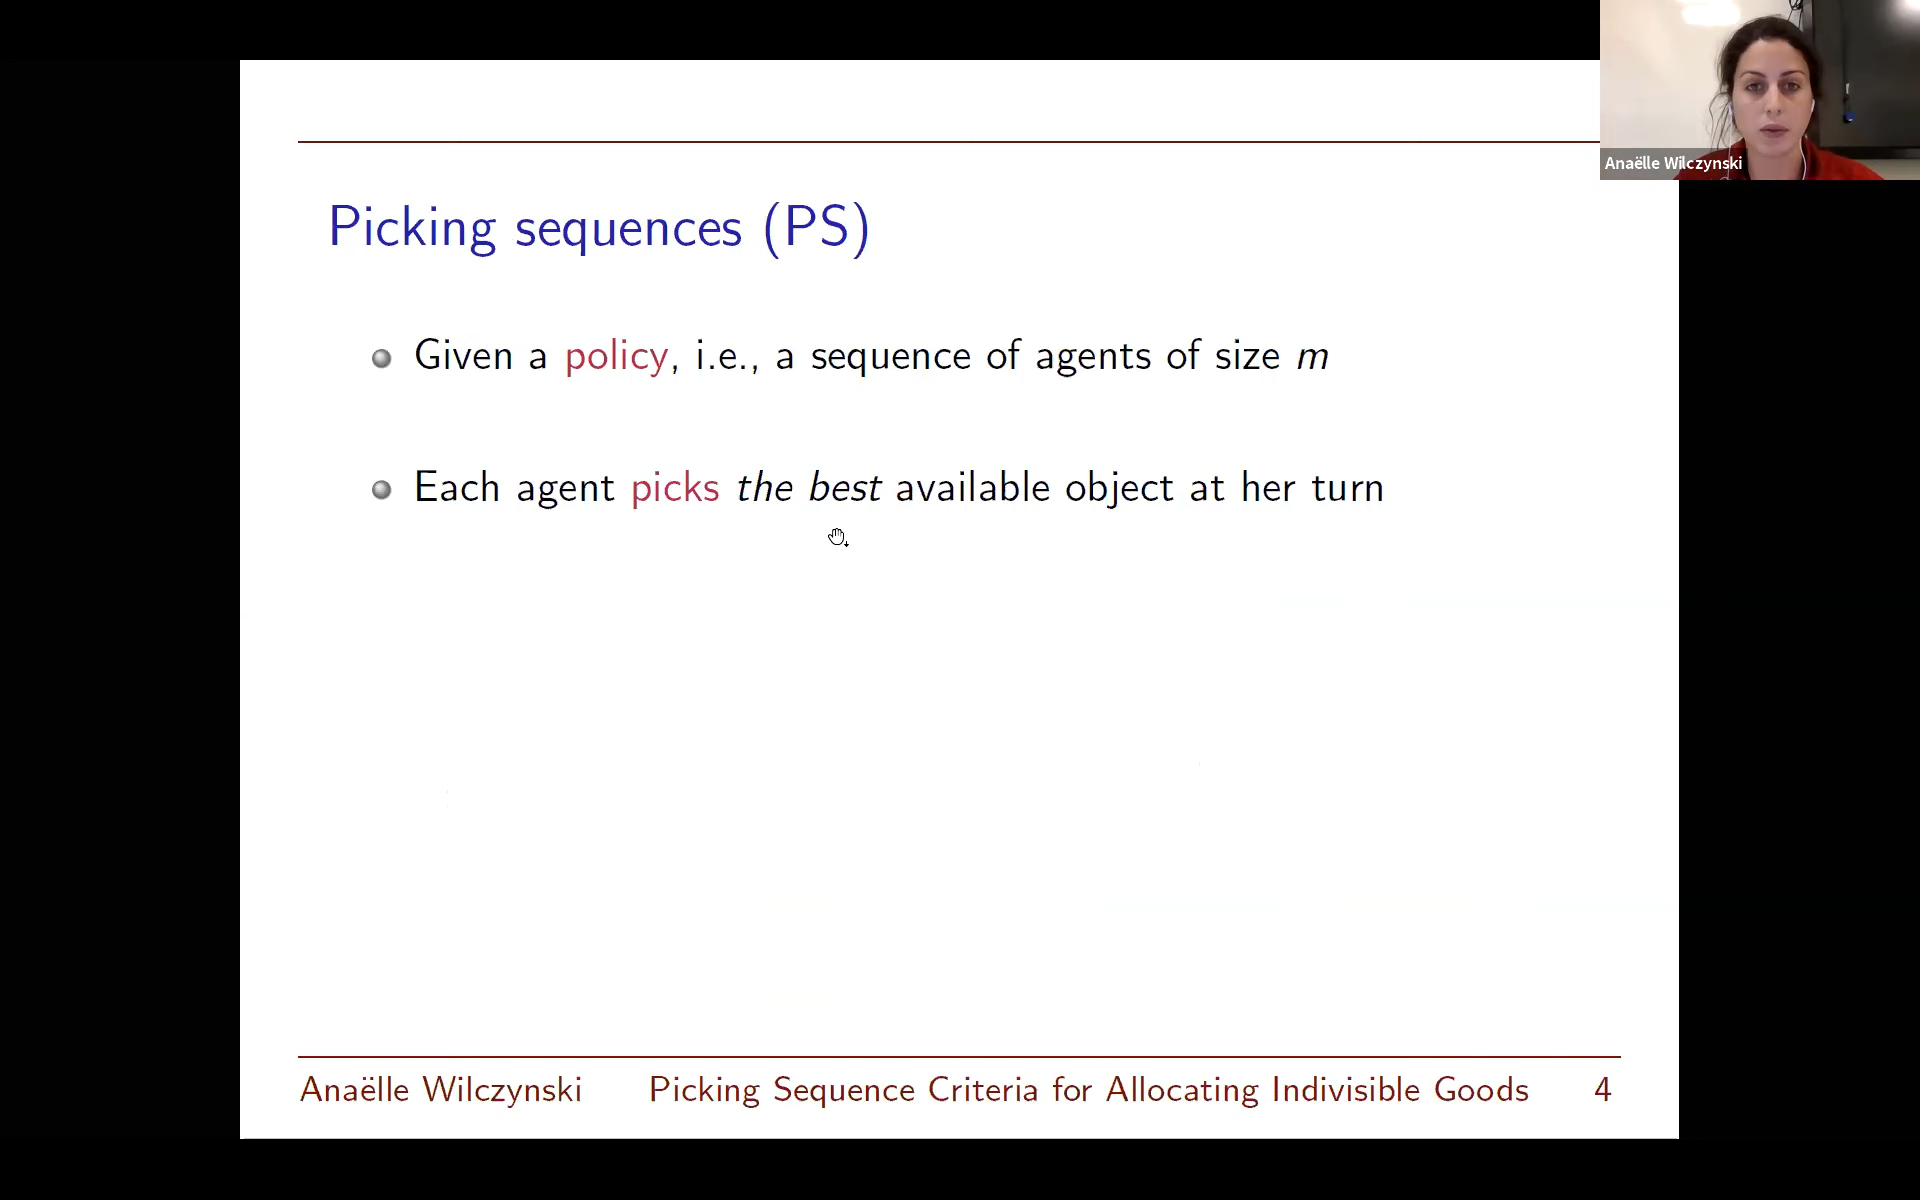 Anaëlle Wilczynski
Picking sequences (PS)
Given a policy, i.e., a sequence of agents of size m
Each agent picks the best available object at her turn
Anaëlle Wilczynski Picking Sequence Criteria for Allocating Indivisible Goods 4